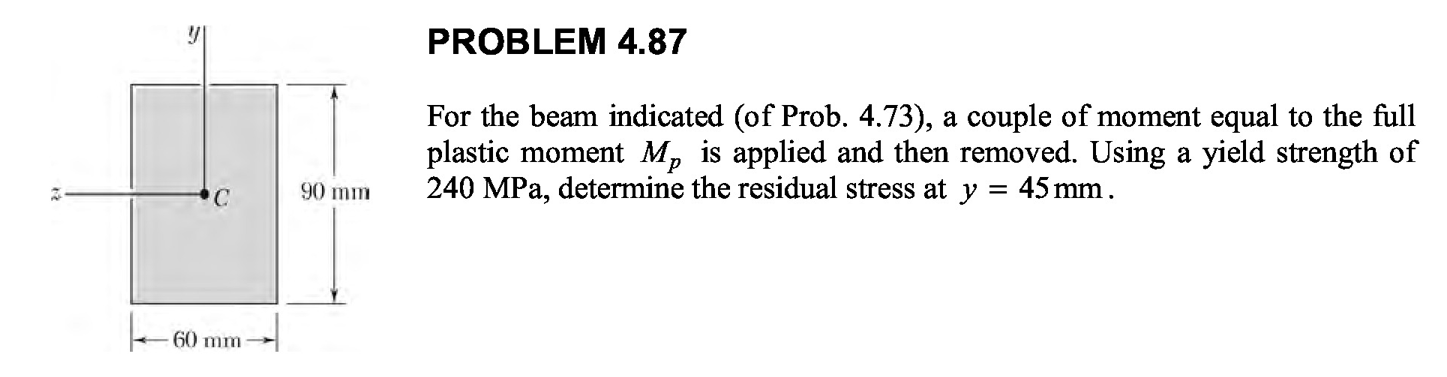 y
PROBLEM 4.87
For the beam indicated (of Prob. 4.73), a couple of moment equal to the full
plastic moment Mp is applied and then removed. Using a yield strength of
240 MPa, determine the residual stress at y = 45 mm.
z
C
90 mm
60 mm